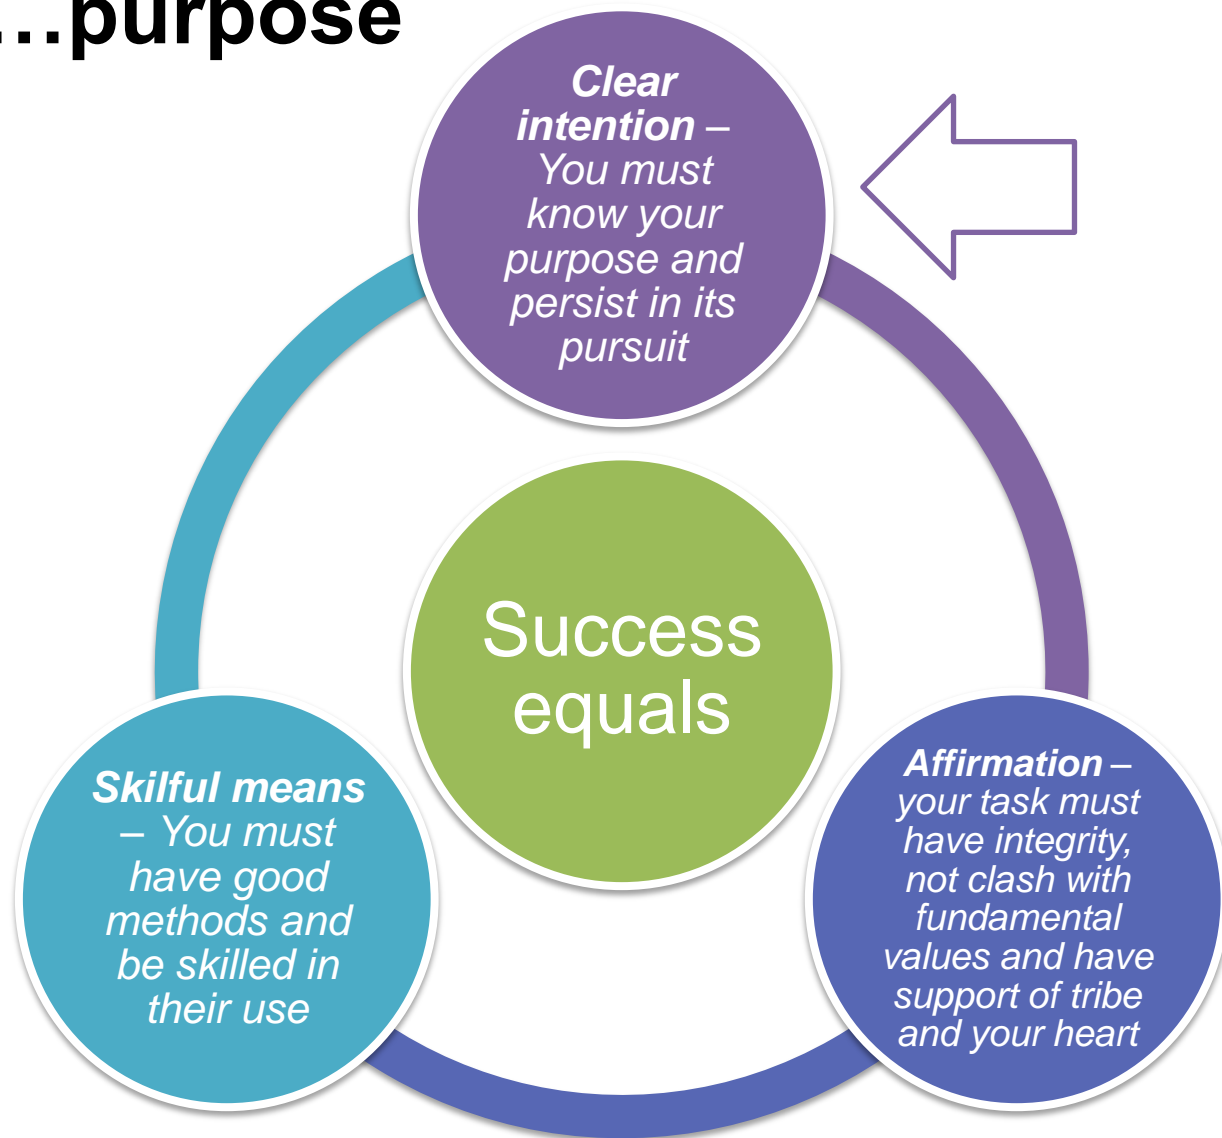 ...purpose
Clear
intention –
You must
know your
purpose and
persist in its
pursuit
Success
equals
Skilful means
– You must
have good
methods and
be skilled in
their use
Affirmation –
your task must
have integrity,
not clash with
fundamental
values and have
support of tribe
and your heart